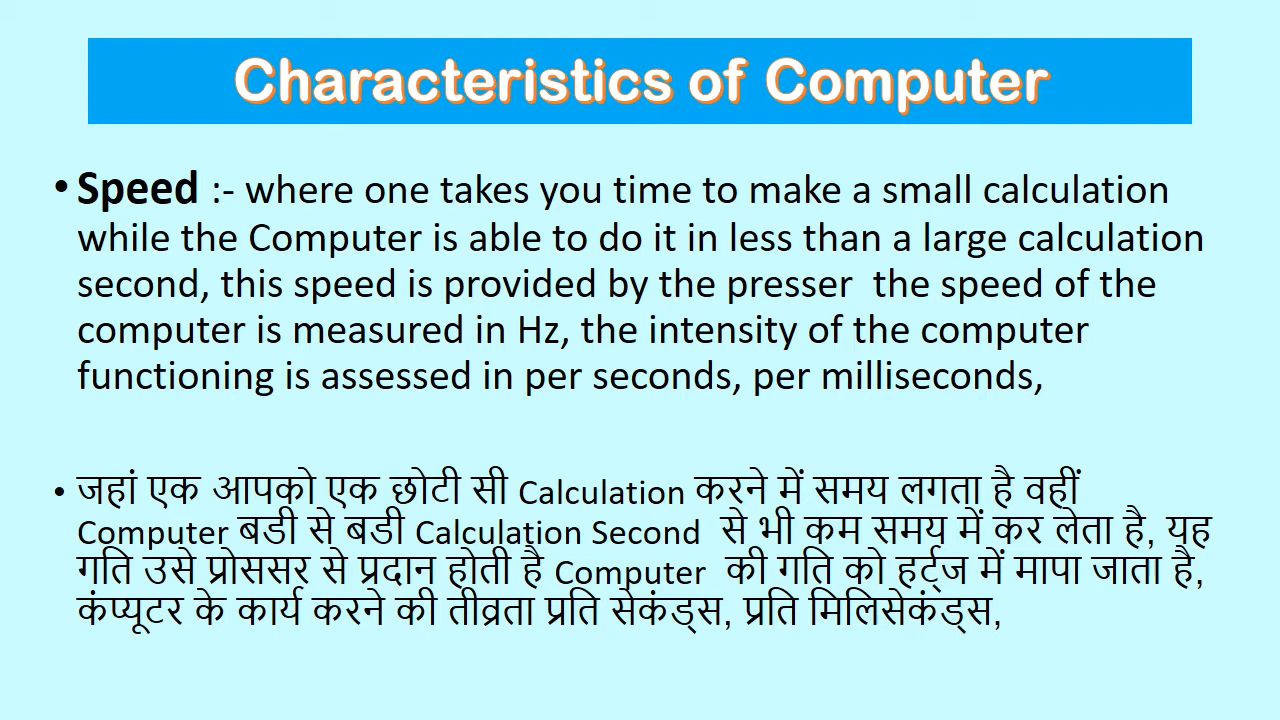 Characteristics of Computer
• Speed :- where one takes you time to make a small calculation
while the Computer is able to do it in less than a large calculation
second, this speed is provided by the presser the speed of the
computer is measured in Hz, the intensity of the computer
functioning is assessed in per seconds, per milliseconds,
• जहां एक आपको एक छोटी सी Calculation करने में समय लगता है वहीं
Computer बडी से बडी Calculation Second से भी कम समय में कर लेता है, यह
गति उसे प्रोससर से प्रदान होती है Computer की गति को हर्ट्ज में मापा जाता है,
कंप्यूटर के कार्य करने की तीव्रता प्रति सेकंड्स, प्रति मिलिसेकंड्स,